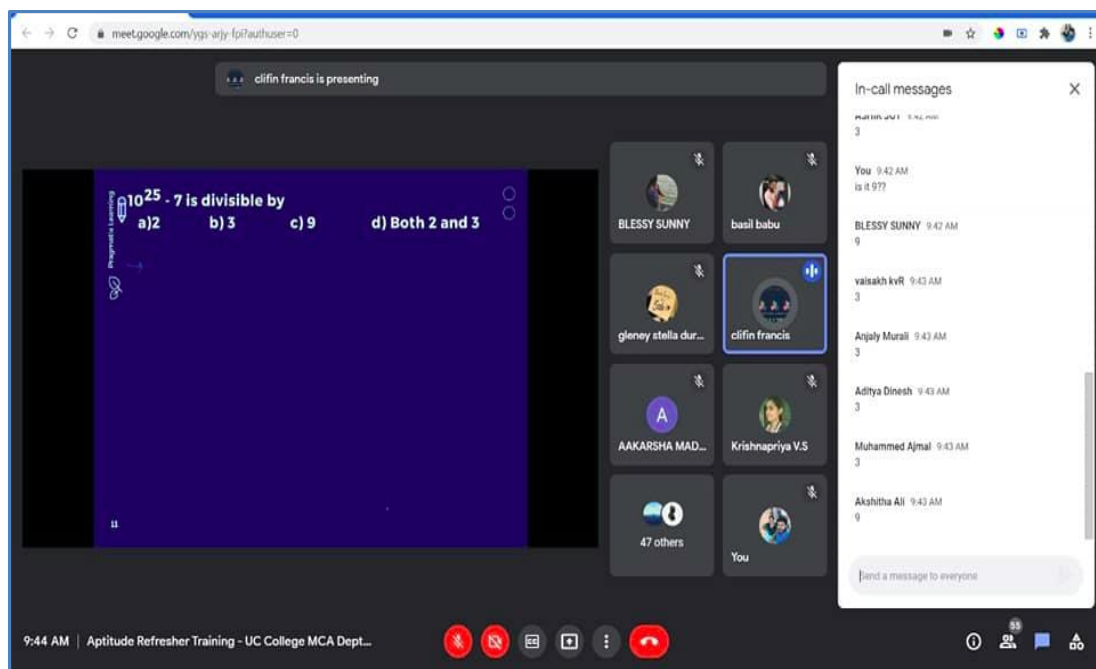 meet.google.com/ygs-arjy-fpi?authuser=0
clifin francis is presenting
Pragmatic Learning
10²⁵ - 7 is divisible by
a)2 b) 3 c) 9 d) Both 2 and 3
11
BLESSY SUNNY
basil babu
gleney stella dur...
clifin francis
A
AAKARSHA MAD...
Krishnapriya V.S
47 others
You
In-call messages
3
You 9:42 AM
is it 9??
BLESSY SUNNY 9:42 AM
9
vaisakh kvR 9:43 AM
3
Anjaly Murali 9:43 AM
3
Aditya Dinesh 9:43 AM
3
Muhammed Ajmal 9:43 AM
3
Akshitha Ali 9:43 AM
9
Send a message to everyone
9:44 AM | Aptitude Refresher Training - UC College MCA Dept...
55